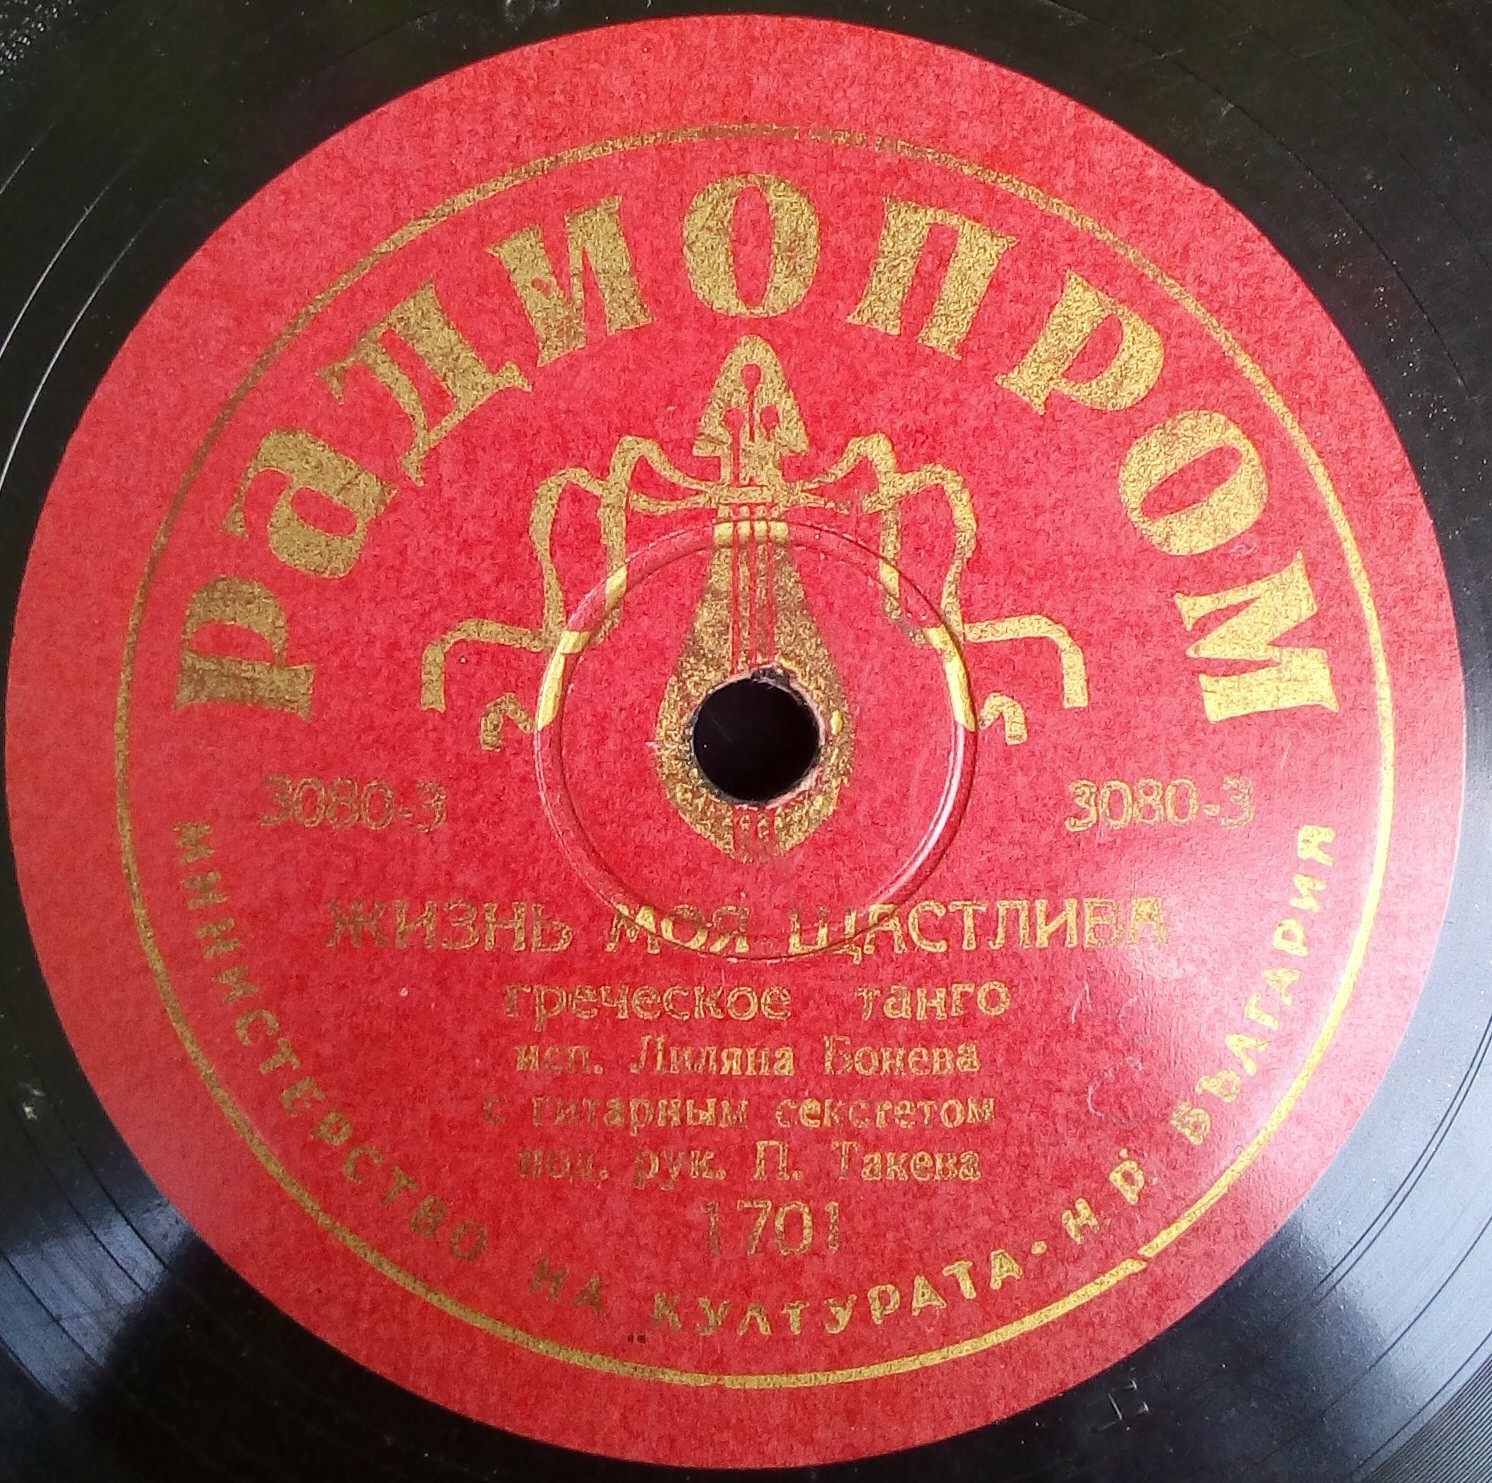 радиопром
3080-3 3080-3
ЖИЗНЬ МОЯ ЩАСТЛИВА
греческое танго
исп. Лиляна Бонева
с гитарным секстетом
под. рук. П. Такева
1701
МИНИСТЕРСТВО НА КУЛТУРАТА - Н.Р. БЪЛГАРИЯ